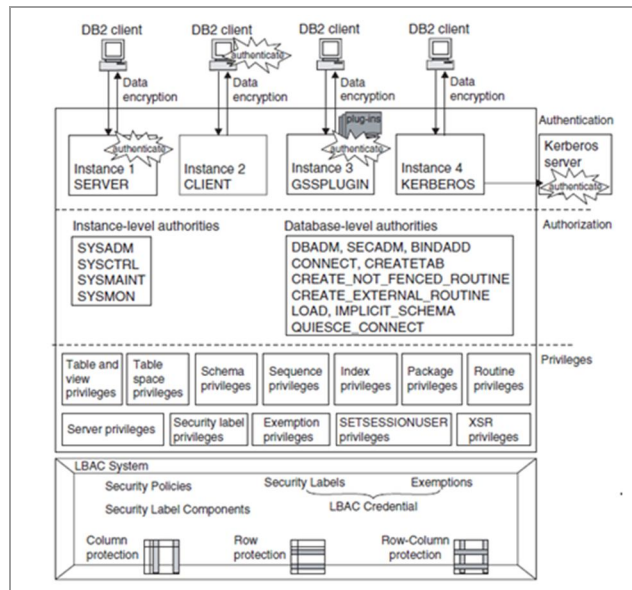 DB2 client
DB2 client
DB2 client
DB2 client
authenticate
Data
encryption
Data
encryption
Data
encryption
Data
encryption
plug-ins
Authentication
Instance 1
SERVER
authenticate
Instance 2
CLIENT
Instance 3
GSSPLUGIN
authenticate
Instance 4
KERBEROS
Kerberos
server
authenticate
Authorization
Instance-level authorities
SYSADM
SYSCTRL
SYSMAINT
SYSMON
Database-level authorities
DBADM, SECADM, BINDADD
CONNECT, CREATETAB
CREATE_NOT_FENCED_ROUTINE
CREATE_EXTERNAL_ROUTINE
LOAD, IMPLICIT_SCHEMA
QUIESCE_CONNECT
Privileges
Table and
view
privileges
Table
space
privileges
Schema
privileges
Sequence
privileges
Index
privileges
Package
privileges
Routine
privileges
Server privileges
Security label
privileges
Exemption
privileges
SETSESSIONUSER
privileges
XSR
privileges
LBAC System
Security Policies
Security Labels
Exemptions
Security Label Components
LBAC Credential
Column
protection
Row
protection
Row-Column
protection